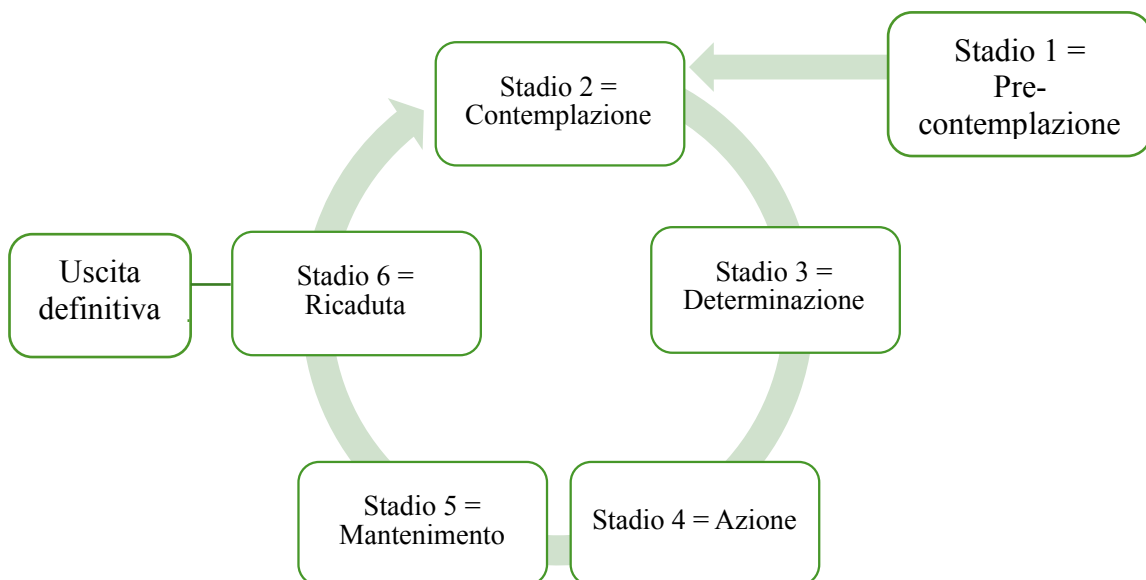 Stadio 1 =
Pre-
contemplazione
Stadio 2 =
Contemplazione
Stadio 3 =
Determinazione
Stadio 4 = Azione
Stadio 5 =
Mantenimento
Stadio 6 =
Ricaduta
Uscita
definitiva
.